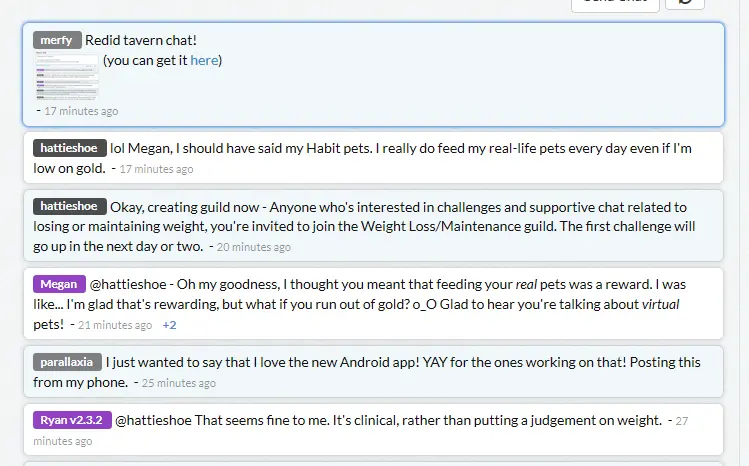 merfy Redid tavern chat!
(you can get it here)
- 17 minutes ago
hattieshoe lol Megan, I should have said my Habit pets. I really do feed my real-life pets every day even if I'm
low on gold. - 17 minutes ago
hattieshoe Okay, creating guild now - Anyone who's interested in challenges and supportive chat related to
losing or maintaining weight, you're invited to join the Weight Loss/Maintenance guild. The first challenge will
go up in the next day or two. - 20 minutes ago
Megan @hattieshoe - Oh my goodness, I thought you meant that feeding your real pets was a reward. I was
like... I'm glad that's rewarding, but what if you run out of gold? o_O Glad to hear you're talking about virtual
pets! - 21 minutes ago +2
parallaxia I just wanted to say that I love the new Android app! YAY for the ones working on that! Posting this
from my phone. - 25 minutes ago
Ryan v2.3.2 @hattieshoe That seems fine to me. It's clinical, rather than putting a judgement on weight. - 27
minutes ago